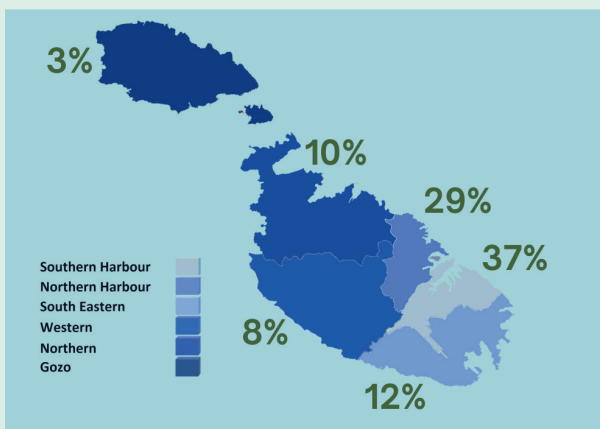 3%
10%
29%
37%
Southern Harbour
Northern Harbour
South Eastern
Western
Northern
Gozo
8%
12%